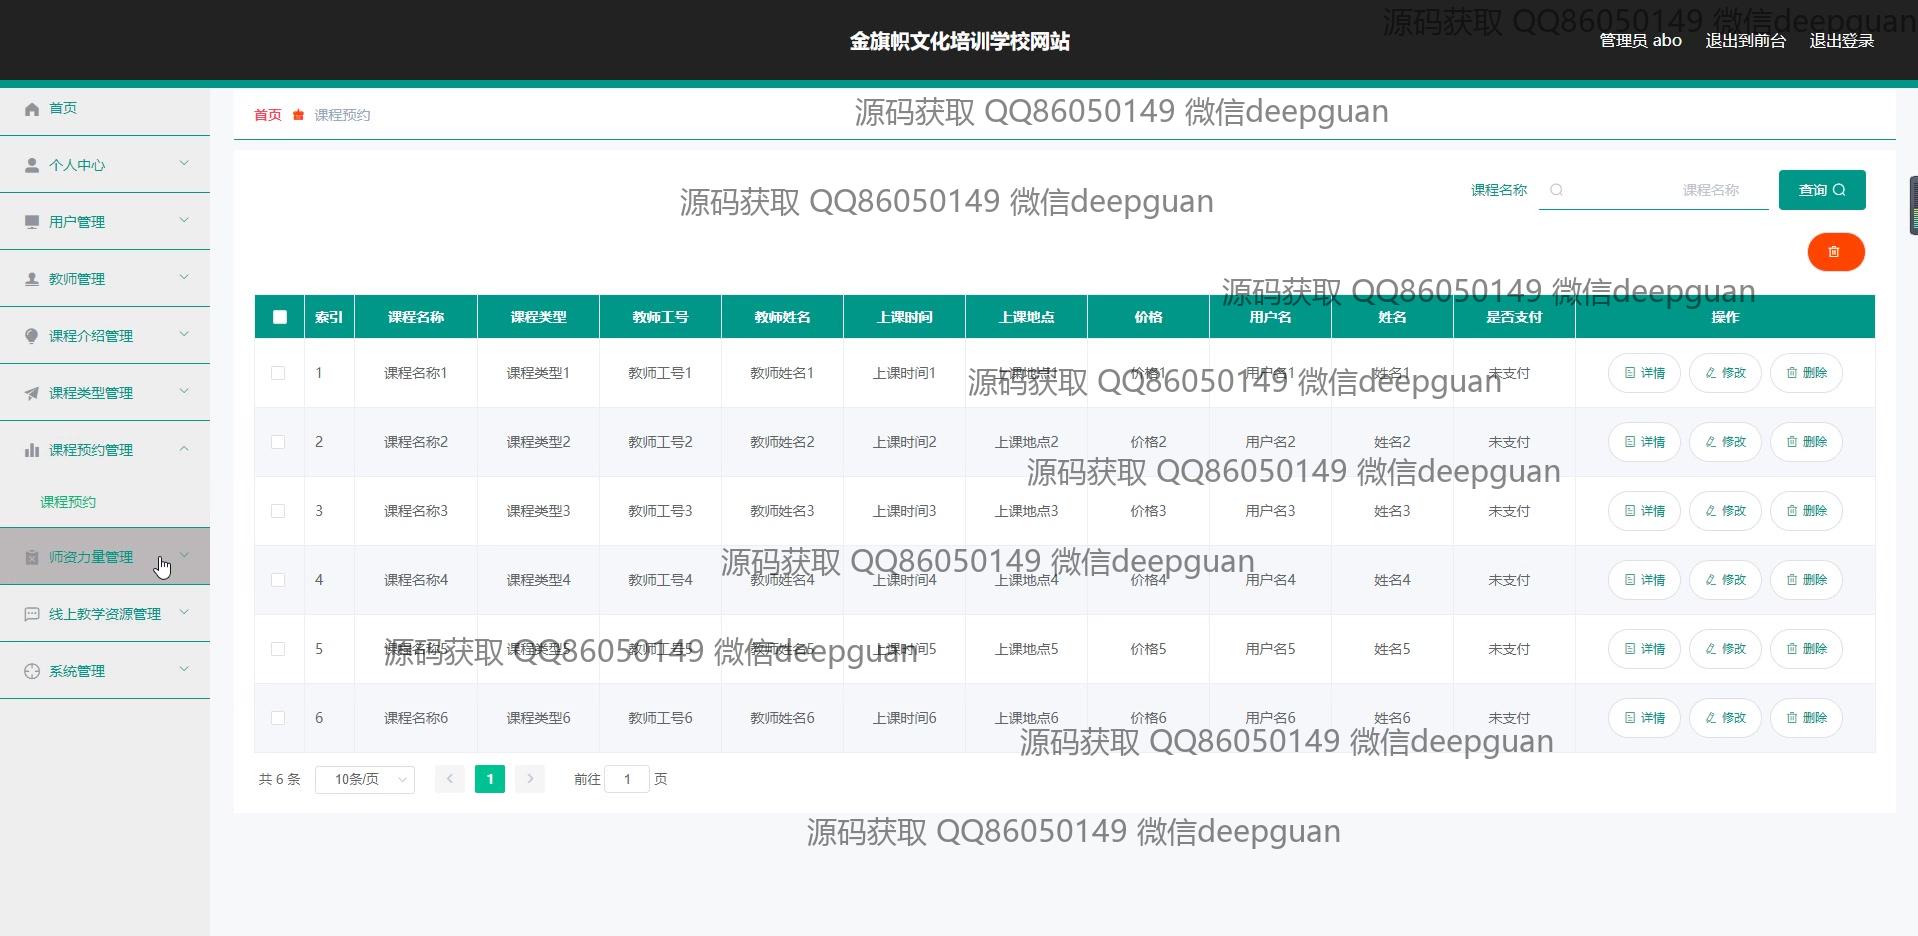 源码获取 QQ86050149 微信deepguan
金旗帜文化培训学校网站
管理员 abo 退出到前台 退出登录
首页
个人中心
用户管理
教师管理
课程介绍管理
课程类型管理
课程预约管理
课程预约
师资力量管理
线上教学资源管理
系统管理
首页 课程预约
源码获取 QQ86050149 微信deepguan
源码获取 QQ86050149 微信deepguan
课程名称 课程名称 查询
源码获取 QQ86050149 微信deepguan
索引 课程名称 课程类型 教师工号 教师姓名 上课时间 上课地点 价格 用户名 姓名 是否支付 操作
1 课程名称1 课程类型1 教师工号1 教师姓名1 上课时间1 上课地点1 价格1 用户名1 姓名1 未支付 详情 修改 删除
源码获取 QQ86050149 微信deepguan
2 课程名称2 课程类型2 教师工号2 教师姓名2 上课时间2 上课地点2 价格2 用户名2 姓名2 未支付 详情 修改 删除
源码获取 QQ86050149 微信deepguan
3 课程名称3 课程类型3 教师工号3 教师姓名3 上课时间3 上课地点3 价格3 用户名3 姓名3 未支付 详情 修改 删除
源码获取 QQ86050149 微信deepguan
4 课程名称4 课程类型4 教师工号4 教师姓名4 上课时间4 上课地点4 价格4 用户名4 姓名4 未支付 详情 修改 删除
5 课程名称5 课程类型5 教师工号5 教师姓名5 上课时间5 上课地点5 价格5 用户名5 姓名5 未支付 详情 修改 删除
源码获取 QQ86050149 微信deepguan
6 课程名称6 课程类型6 教师工号6 教师姓名6 上课时间6 上课地点6 价格6 用户名6 姓名6 未支付 详情 修改 删除
源码获取 QQ86050149 微信deepguan
共 6 条 10条/页 1 前往 1 页
源码获取 QQ86050149 微信deepguan